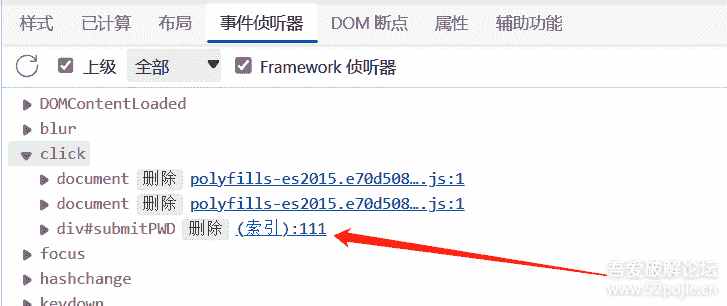 样式 已计算 布局 事件侦听器 DOM 断点 属性 辅助功能
上级 全部 Framework 侦听器
DOMContentLoaded
blur
click
document 删除 polyfills-es2015.e70d508….js:1
document 删除 polyfills-es2015.e70d508….js:1
div#submitPWD 删除 (索引):111
focus
hashchange
keydown
吾爱破解论坛
www.52pojie.cn